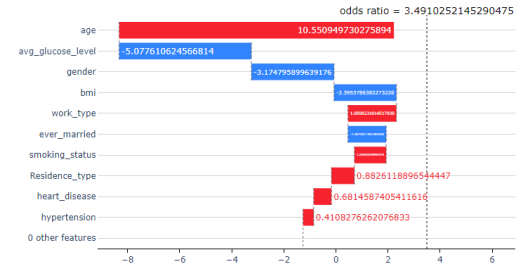 odds ratio = 3.4910252145290475
age
10.550949730275894
avg_glucose_level
-5.077610624566814
gender
-3.174795899639176
bmi
work_type
ever_married
smoking_status
Residence_type
0.8826118896544447
heart_disease
0.6814587405411616
hypertension
0.4108276262076833
0 other features
−8 −6 −4 −2 0 2 4 6